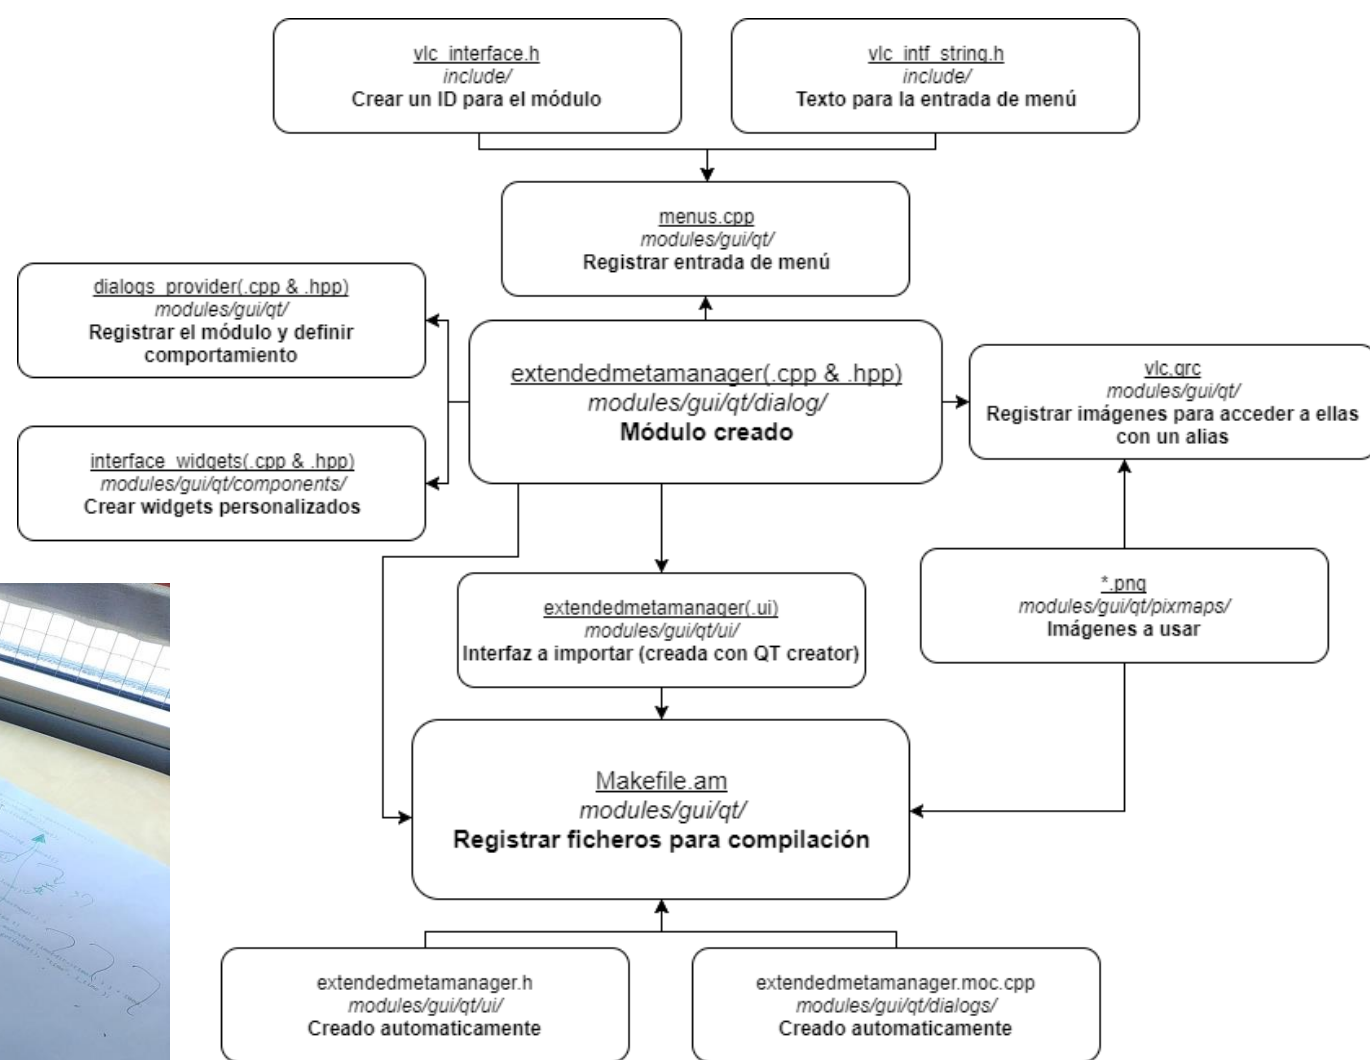 vlc_interface.h
include/
Crear un ID para el módulo
vlc_intf_string.h
include/
Texto para la entrada de menú
menus.cpp
modules/gui/qt/
Registrar entrada de menú
dialogs_provider(.cpp & .hpp)
modules/gui/qt/
Registrar el módulo y definir
comportamiento
extendedmetamanager(.cpp & .hpp)
modules/gui/qt/dialog/
Módulo creado
vlc.qrc
modules/gui/qt/
Registrar imágenes para acceder a ellas
con un alias
interface_widgets(.cpp & .hpp)
modules/gui/qt/components/
Crear widgets personalizados
extendedmetamanager(.ui)
modules/gui/qt/ui/
Interfaz a importar (creada con QT creator)
*.png
modules/gui/qt/pixmaps/
Imágenes a usar
Makefile.am
modules/gui/qt/
Registrar ficheros para compilación
extendedmetamanager.h
modules/gui/qt/ui/
Creado automaticamente
extendedmetamanager.moc.cpp
modules/gui/qt/dialogs/
Creado automaticamente